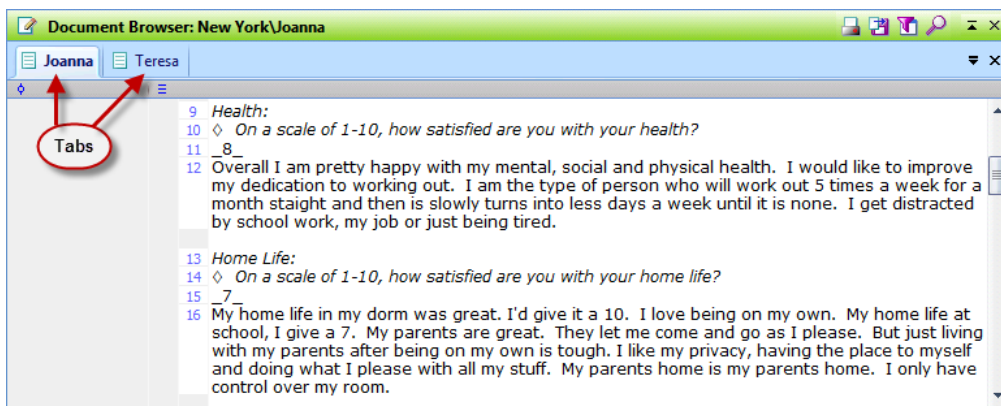 Document Browser: New York\Joanna
Joanna
Teresa
Tabs
9 Health:
10 ◊ On a scale of 1-10, how satisfied are you with your health?
11 _8_
12 Overall I am pretty happy with my mental, social and physical health. I would like to improve
my dedication to working out. I am the type of person who will work out 5 times a week for a
month staight and then is slowly turns into less days a week until it is none. I get distracted
by school work, my job or just being tired.
13 Home Life:
14 ◊ On a scale of 1-10, how satisfied are you with your home life?
15 _7_
16 My home life in my dorm was great. I'd give it a 10. I love being on my own. My home life at
school, I give a 7. My parents are great. They let me come and go as I please. But just living
with my parents after being on my own is tough. I like my privacy, having the place to myself
and doing what I please with all my stuff. My parents home is my parents home. I only have
control over my room.